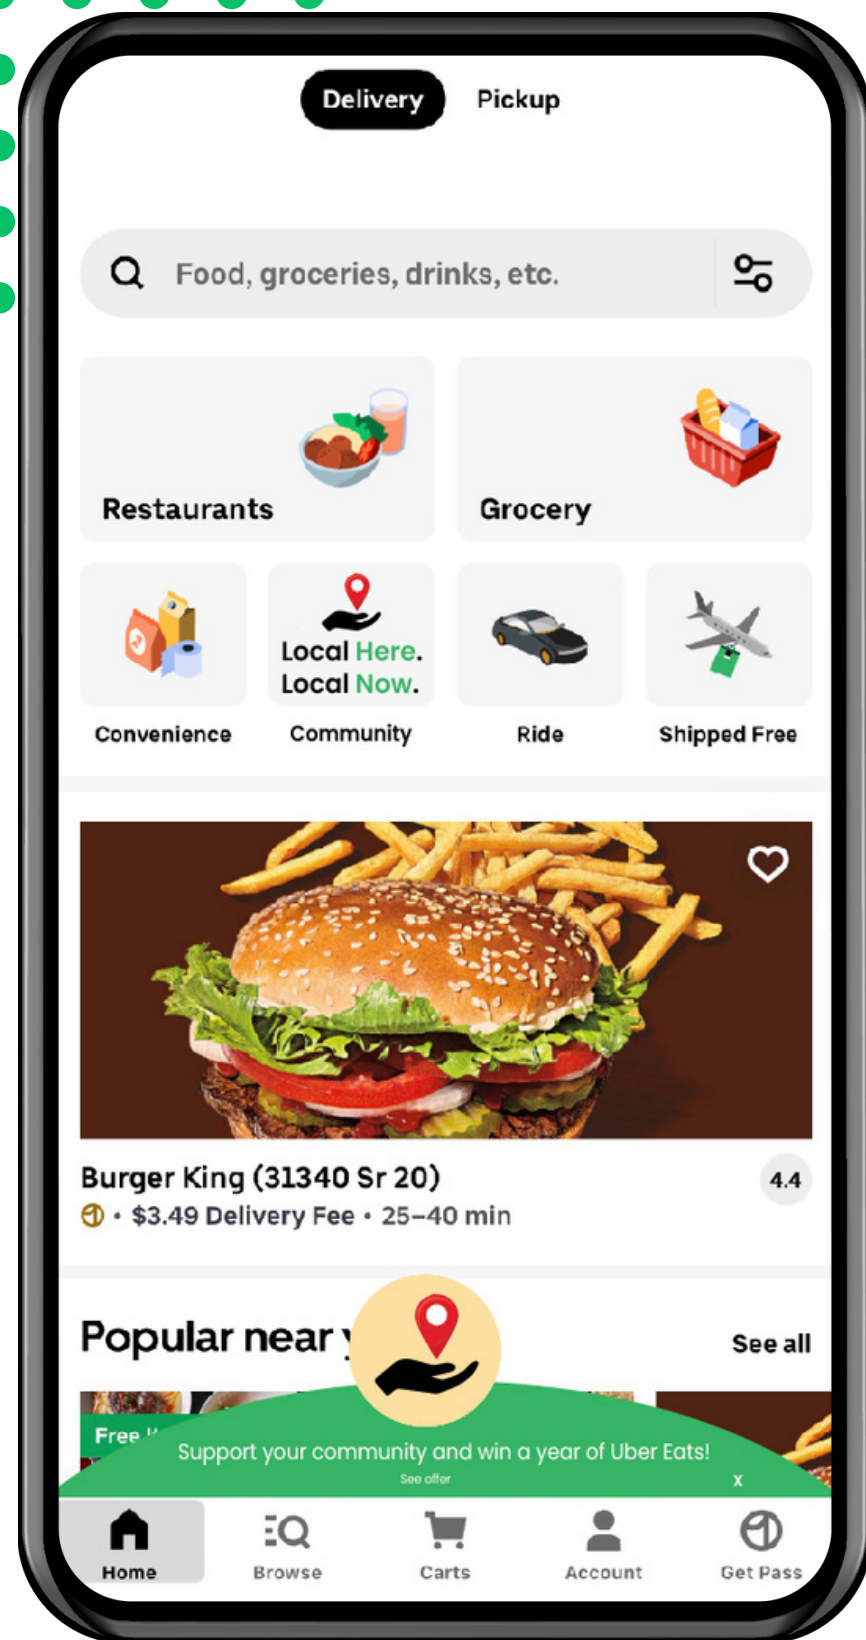 Delivery Pickup
Food, groceries, drinks, etc.
Restaurants Grocery
Local Here.
Local Now.
Convenience Community Ride Shipped Free
Burger King (31340 Sr 20) 4.4
• $3.49 Delivery Fee • 25–40 min
Popular near See all
Free
Support your community and win a year of Uber Eats!
See offer x
Home Browse Carts Account Get Pass